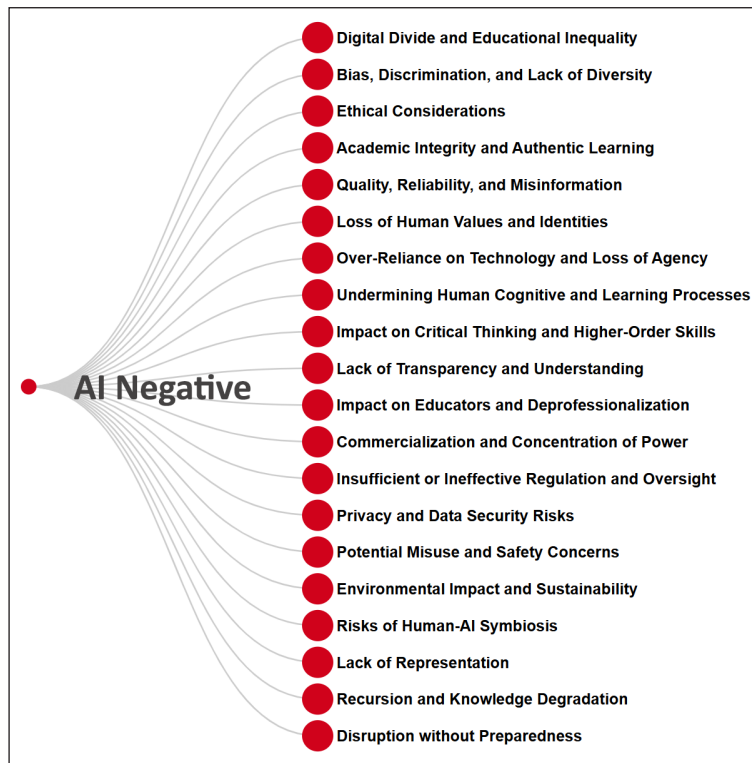 Digital Divide and Educational Inequality
Bias, Discrimination, and Lack of Diversity
Ethical Considerations
Academic Integrity and Authentic Learning
Quality, Reliability, and Misinformation
Loss of Human Values and Identities
Over-Reliance on Technology and Loss of Agency
Undermining Human Cognitive and Learning Processes
Impact on Critical Thinking and Higher-Order Skills
Lack of Transparency and Understanding
AI Negative
Impact on Educators and Deprofessionalization
Commercialization and Concentration of Power
Insufficient or Ineffective Regulation and Oversight
Privacy and Data Security Risks
Potential Misuse and Safety Concerns
Environmental Impact and Sustainability
Risks of Human-AI Symbiosis
Lack of Representation
Recursion and Knowledge Degradation
Disruption without Preparedness